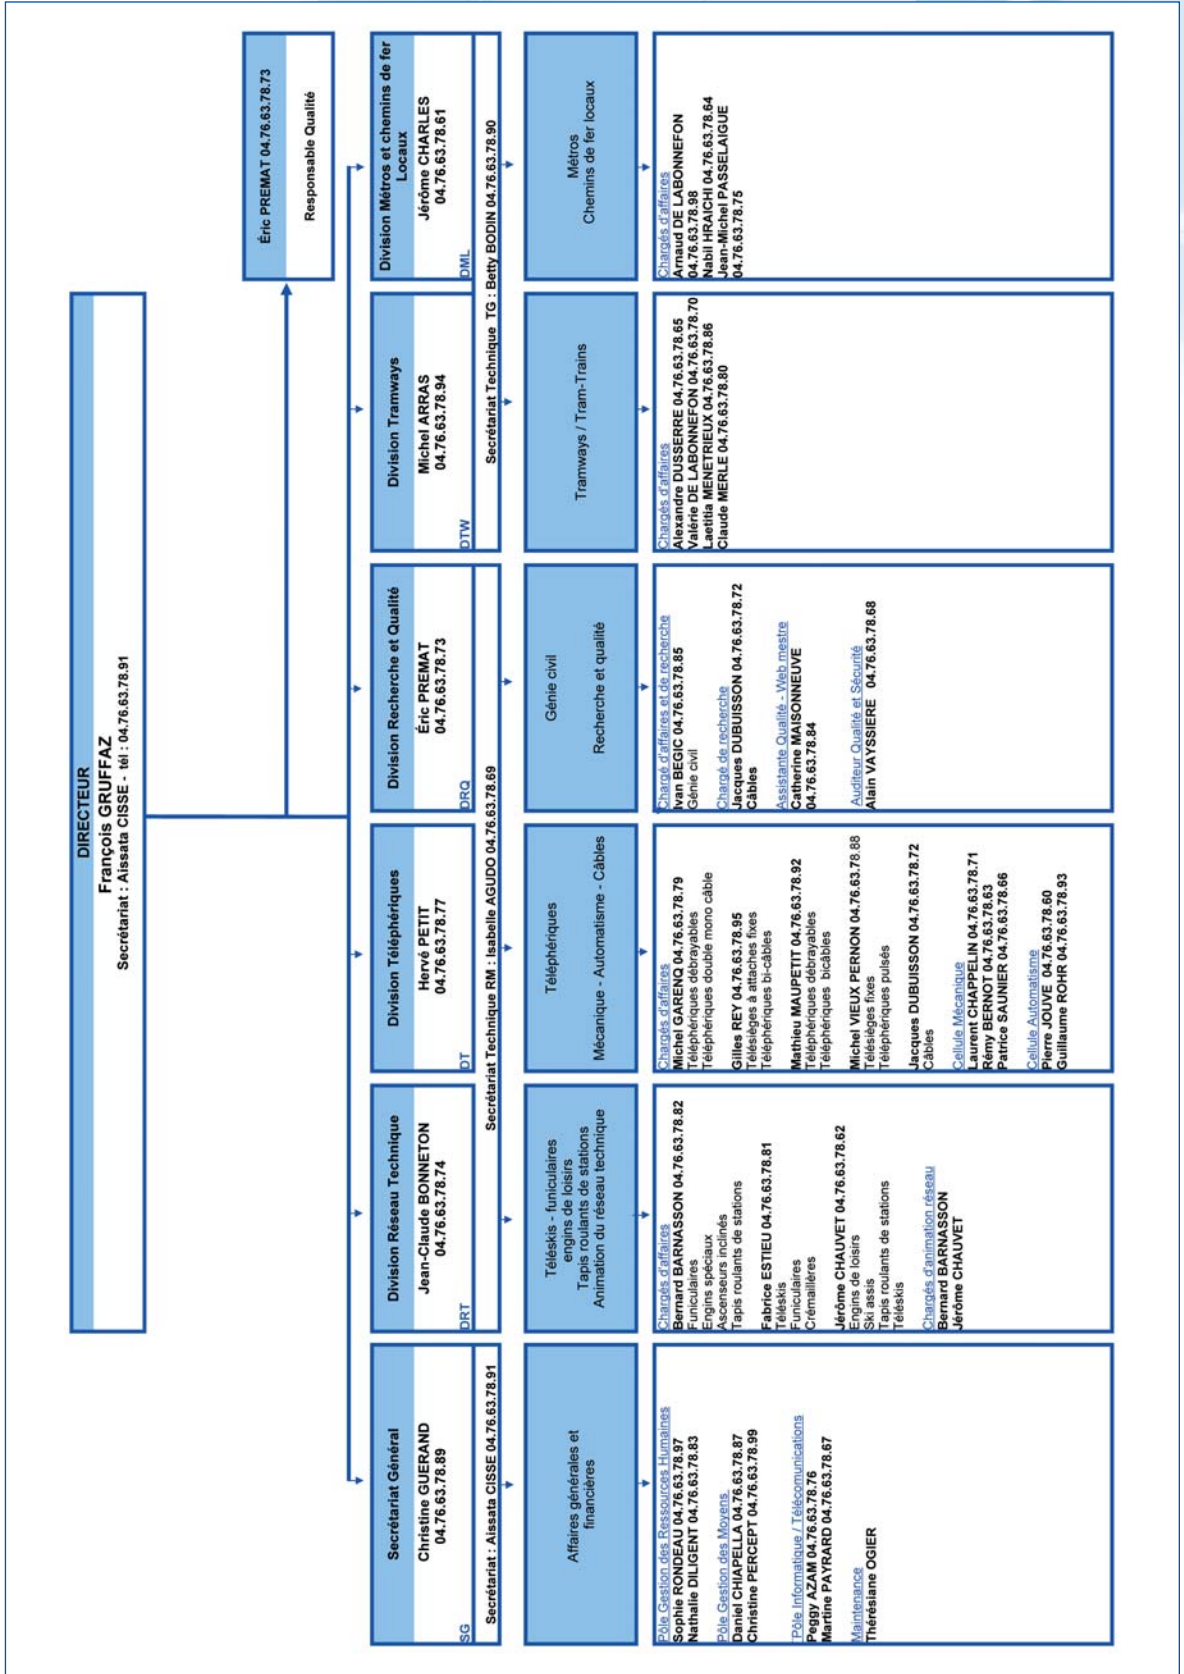 DIRECTEUR
François GRUFFAZ
Secrétariat : Aissata CISSE - tél : 04.76.63.78.91
Éric PREMAT 04.76.63.78.73
Responsable Qualité
Secrétariat Général
Christine GUERAND
04.76.63.78.89
SG
Secrétariat : Aissata CISSE 04.76.63.78.91
Affaires générales et
financières
Pôle Gestion des Ressources Humaines
Sophie RONDEAU 04.76.63.78.97
Nathalie DILIGENT 04.76.63.78.83
Pôle Gestion des Moyens
Daniel CHIAPELLA 04.76.63.78.87
Christine PERCEPT 04.76.63.78.99
Pôle Informatique / Télécomunications
Peggy AZAM 04.76.63.78.76
Martine PAYRARD 04.76.63.78.67
Maintenance
Thérésiane OGIER
Division Réseau Technique
Jean-Claude BONNETON
04.76.63.78.74
DRT
Division Téléphériques
Hervé PETIT
04.76.63.78.77
DT
Division Recherche et Qualité
Éric PREMAT
04.76.63.78.73
DRQ
Secrétariat Technique RM : Isabelle AGUDO 04.76.63.78.69
Téléskis - funiculaires
engins de loisirs
Tapis roulants de stations
Animation du réseau technique
Chargés d'affaires
Bernard BARNASSON 04.76.63.78.82
Funiculaires
Engins spéciaux
Ascenseurs inclinés
Tapis roulants de stations
Fabrice ESTIEU 04.76.63.78.81
Téléskis
Funiculaires
Crémaillères
Jérôme CHAUVET 04.76.63.78.62
Engins de loisirs
Ski assis
Tapis roulants de stations
Téléskis
Chargés d'animation réseau
Bernard BARNASSON
Jérôme CHAUVET
Téléphériques
Mécanique - Automatisme - Câbles
Chargés d'affaires
Michel GARENQ 04.76.63.78.79
Téléphériques débrayables
Téléphériques double mono câble
Gilles REY 04.76.63.78.95
Télésièges à attaches fixes
Téléphériques bi-câbles
Mathieu MAUPETIT 04.76.63.78.92
Téléphériques débrayables
Téléphériques bicâbles
Michel VIEUX PERNON 04.76.63.78.88
Télésièges fixes
Téléphériques pulsés
Jacques DUBUISSON 04.76.63.78.72
Câbles
Cellule Mécanique
Laurent CHAPPELIN 04.76.63.78.71
Rémy BERNOT 04.76.63.78.63
Patrice SAUNIER 04.76.63.78.66
Cellule Automatisme
Pierre JOUVE 04.76.63.78.60
Guillaume ROHR 04.76.63.78.93
Génie civil
Recherche et qualité
Chargé d'affaires et de recherche
Ivan BEGIC 04.76.63.78.85
Génie civil
Chargé de recherche
Jacques DUBUISSON 04.76.63.78.72
Câbles
Assistante Qualité - Web mestre
Catherine MAISONNEUVE
04.76.63.78.84
Auditeur Qualité et Sécurité
Alain VAYSSIERE 04.76.63.78.68
Division Tramways
Michel ARRAS
04.76.63.78.94
DTW
Division Métros et chemins de fer
Locaux
Jérôme CHARLES
04.76.63.78.61
DML
Secrétariat Technique TG : Betty BODIN 04.76.63.78.90
Tramways / Tram-Trains
Chargés d'affaires
Alexandre DUSSERRE 04.76.63.78.65
Valérie DE LABONNEFON 04.76.63.78.70
Laetitia MENETRIEUX 04.76.63.78.86
Claude MERLE 04.76.63.78.80
Métros
Chemins de fer locaux
Chargés d'affaires
Arnaud DE LABONNEFON
04.76.63.78.98
Nabil HRAICHI 04.76.63.78.64
Jean-Michel PASSELAIGUE
04.76.63.78.75